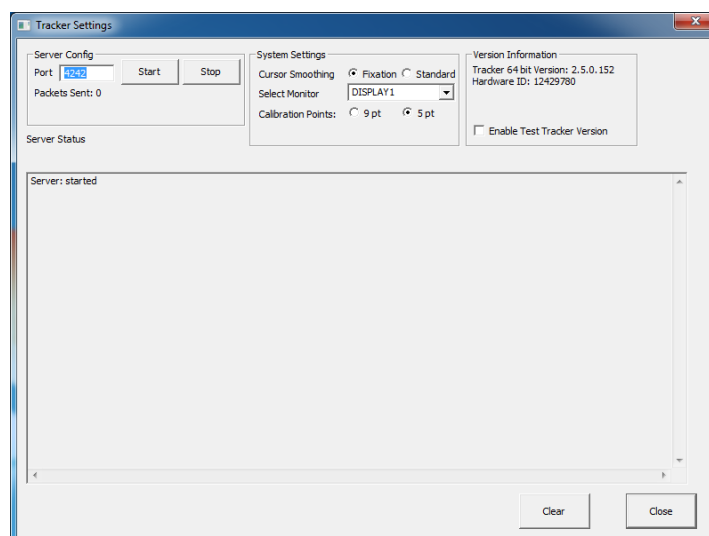 Tracker Settings
Server Config
Port 4242 Start Stop
Packets Sent: 0
Server Status
System Settings
Cursor Smoothing Fixation Standard
Select Monitor DISPLAY1
Calibration Points: 9 pt 5 pt
Version Information
Tracker 64 bit Version: 2.5.0.152
Hardware ID: 12429780
Enable Test Tracker Version
Server: started
Clear Close